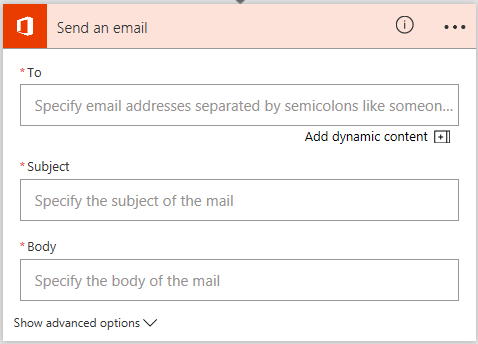 Send an email
* To
Specify email addresses separated by semicolons like someon...
Add dynamic content
* Subject
Specify the subject of the mail
* Body
Specify the body of the mail
Show advanced options